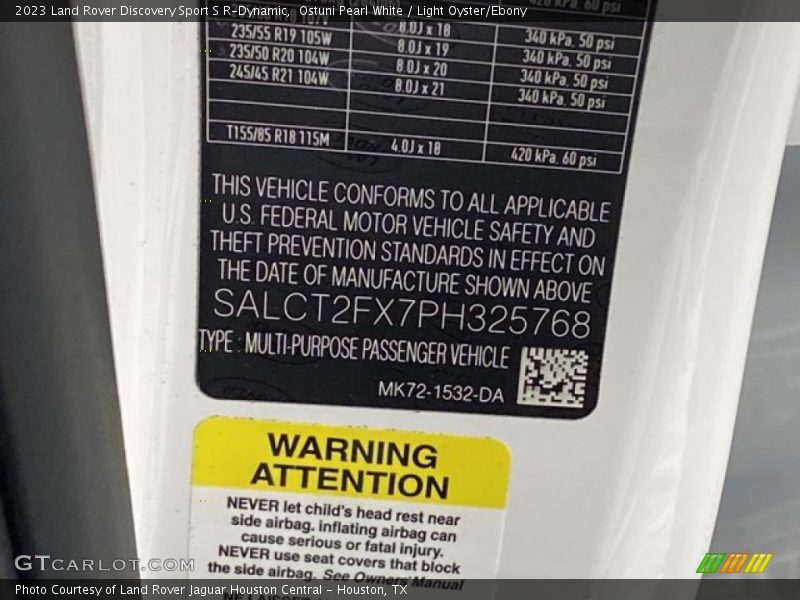 2023 Land Rover Discovery Sport S R-Dynamic, Ostuni Pearl White / Light Oyster/Ebony
420 kPa. 60 psi
8.0J x 18 340 kPa. 50 psi
235/55 R19 105W 8.0J x 19 340 kPa. 50 psi
235/50 R20 104W 8.0J x 20 340 kPa. 50 psi
245/45 R21 104W 8.0J x 21 340 kPa. 50 psi
T155/85 R18 115M 4.0J x 18 420 kPa. 60 psi
THIS VEHICLE CONFORMS TO ALL APPLICABLE
U.S. FEDERAL MOTOR VEHICLE SAFETY AND
THEFT PREVENTION STANDARDS IN EFFECT ON
THE DATE OF MANUFACTURE SHOWN ABOVE
SALCT2FX7PH325768
TYPE : MULTI-PURPOSE PASSENGER VEHICLE
MK72-1532-DA
WARNING
ATTENTION
NEVER let child's head rest near
side airbag. inflating airbag can
cause serious or fatal injury.
NEVER use seat covers that block
the side airbag. See Owners Manual
GTCARLOT.COM
Photo Courtesy of Land Rover Jaguar Houston Central - Houston, TX